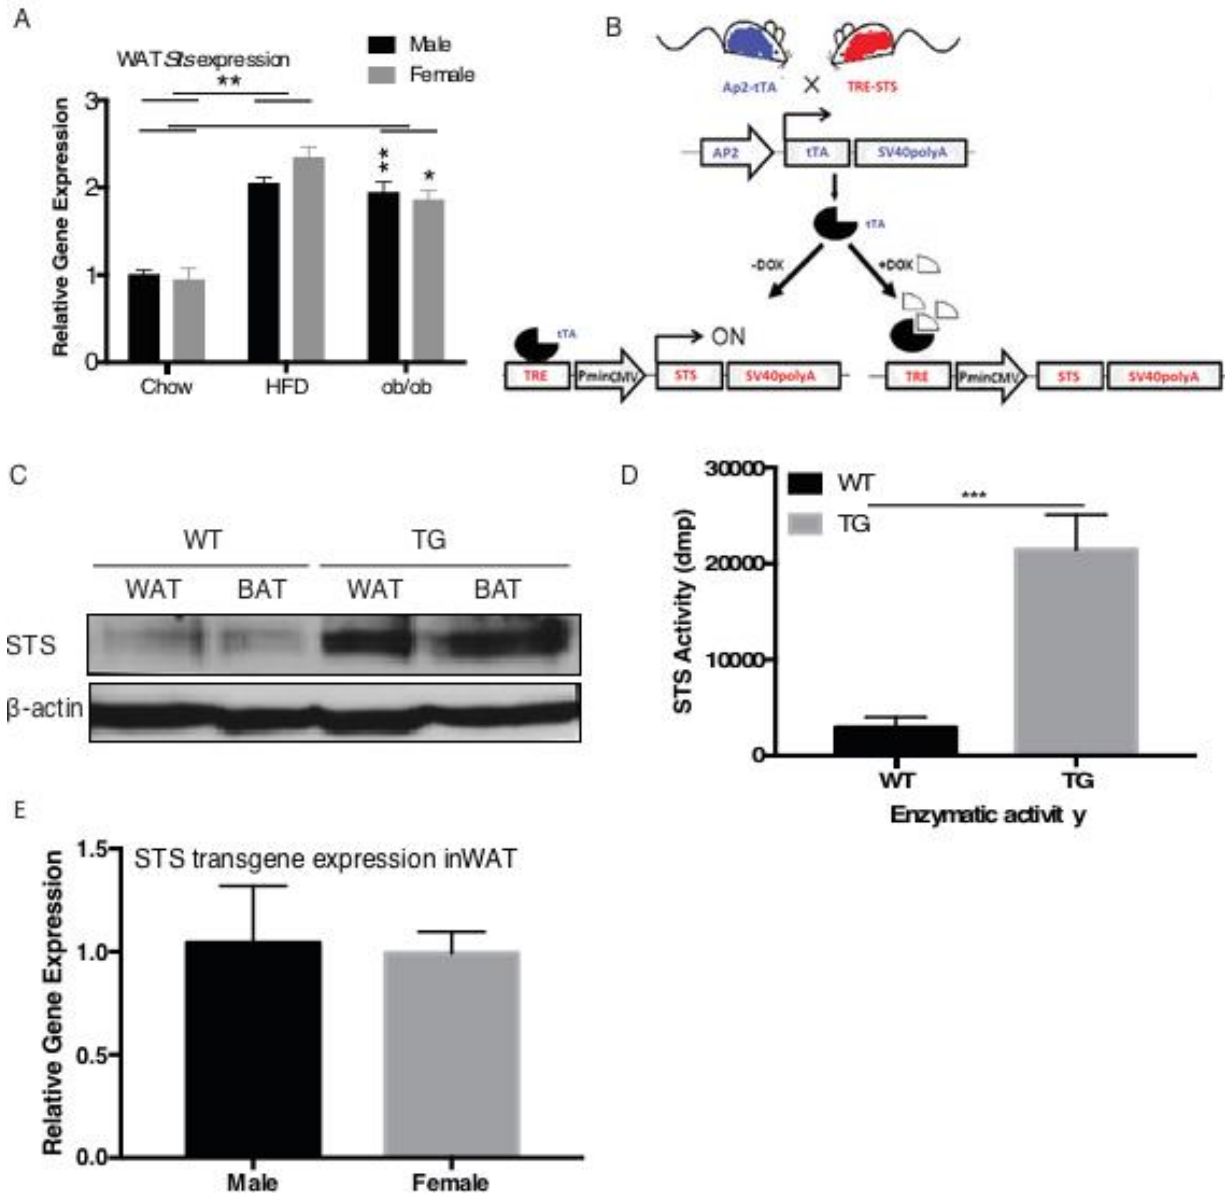 A
WAT Sts expression
Male
Female
**
3
2
1
0
**
*
Relative Gene Expression
Chow
HFD
ob/ob
B
Ap2-tTA
X
TRE-STS
AP2
tTA
SV40polyA
tTA
-DOX
+DOX
tTA
ON
TRE
PminCMV
STS
SV40polyA
TRE
PminCMV
STS
SV40polyA
C
WT
TG
WAT
BAT
WAT
BAT
STS
β-actin
D
WT
TG
***
30000
20000
10000
0
STS Activity (dmp)
WT
TG
Enzymatic activit y
E
STS transgene expression inWAT
1.5
1.0
0.5
0.0
Relative Gene Expression
Male
Female